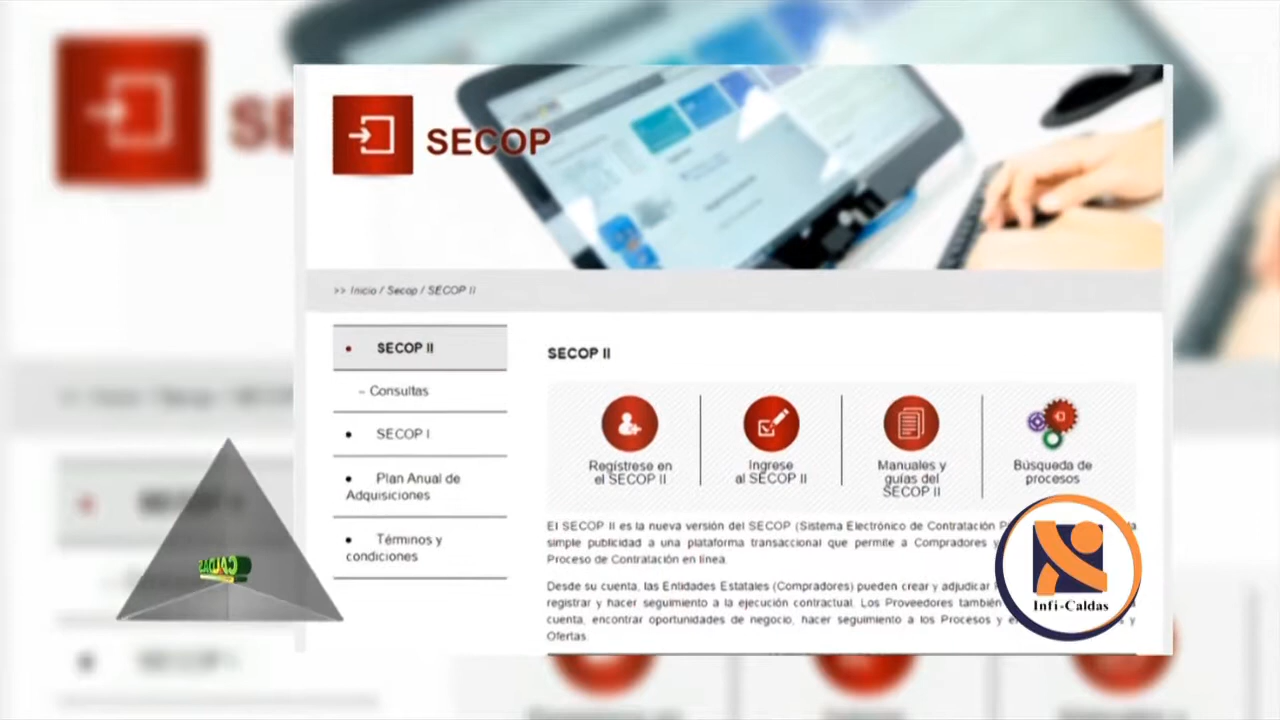 SECOP
>> Inicio / Secop / SECOP II
SECOP II
– Consultas
SECOP I
Plan Anual de
Adquisiciones
Términos y
condiciones
SECOP II
Regístrese en
el SECOP II
Ingrese
al SECOP II
Manuales y
guías del
SECOP II
Búsqueda de
procesos
El SECOP II es la nueva versión del SECOP (Sistema Electrónico de Contratación
simple publicidad a una plataforma transaccional que permite a Compradores y
Proceso de Contratación en línea.
Desde su cuenta, las Entidades Estatales (Compradores) pueden crear y adjudicar
registrar y hacer seguimiento a la ejecución contractual. Los Proveedores también
cuenta, encontrar oportunidades de negocio, hacer seguimiento a los Procesos y
Ofertas.
Infi-Caldas
CALDAS